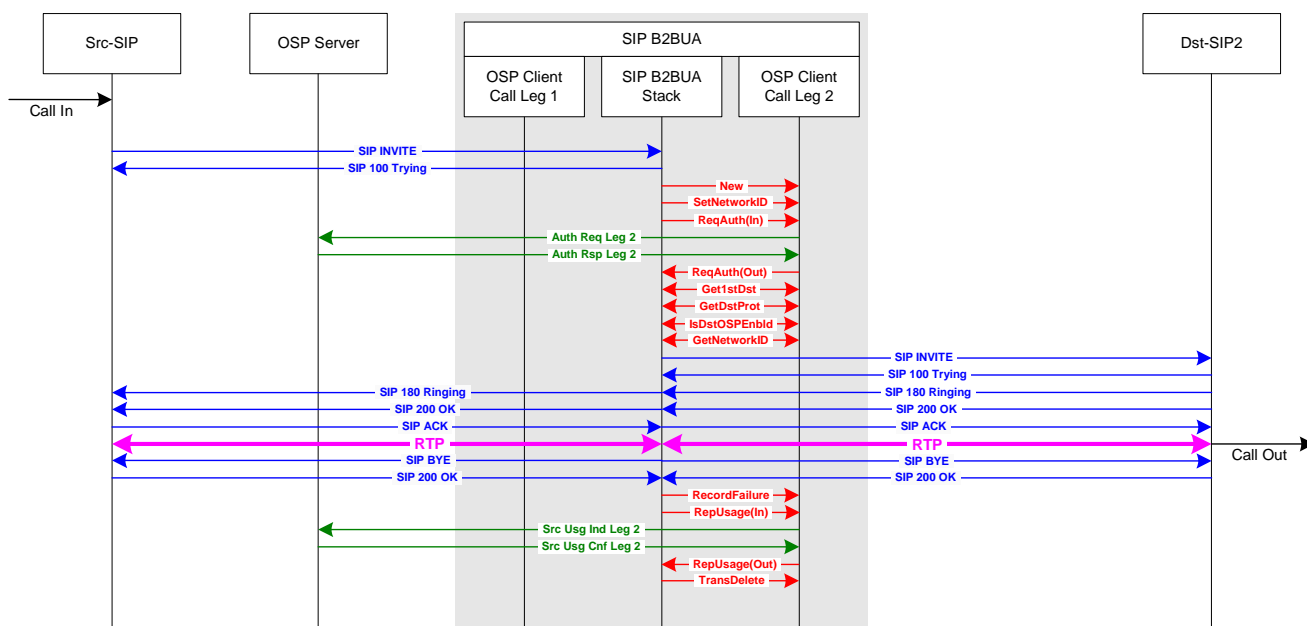 Src-SIP
OSP Server
SIP B2BUA
Dst-SIP2
OSP Client
Call Leg 1
SIP B2BUA
Stack
OSP Client
Call Leg 2
Call In
SIP INVITE
SIP 100 Trying
New
SetNetworkID
ReqAuth(In)
Auth Req Leg 2
Auth Rsp Leg 2
ReqAuth(Out)
Get1stDst
GetDstProt
IsDstOSPEnbld
GetNetworkID
SIP INVITE
SIP 100 Trying
SIP 180 Ringing
SIP 180 Ringing
SIP 200 OK
SIP 200 OK
SIP ACK
SIP ACK
RTP
RTP
Call Out
SIP BYE
SIP BYE
SIP 200 OK
SIP 200 OK
RecordFailure
RepUsage(In)
Src Usg Ind Leg 2
Src Usg Cnf Leg 2
RepUsage(Out)
TransDelete